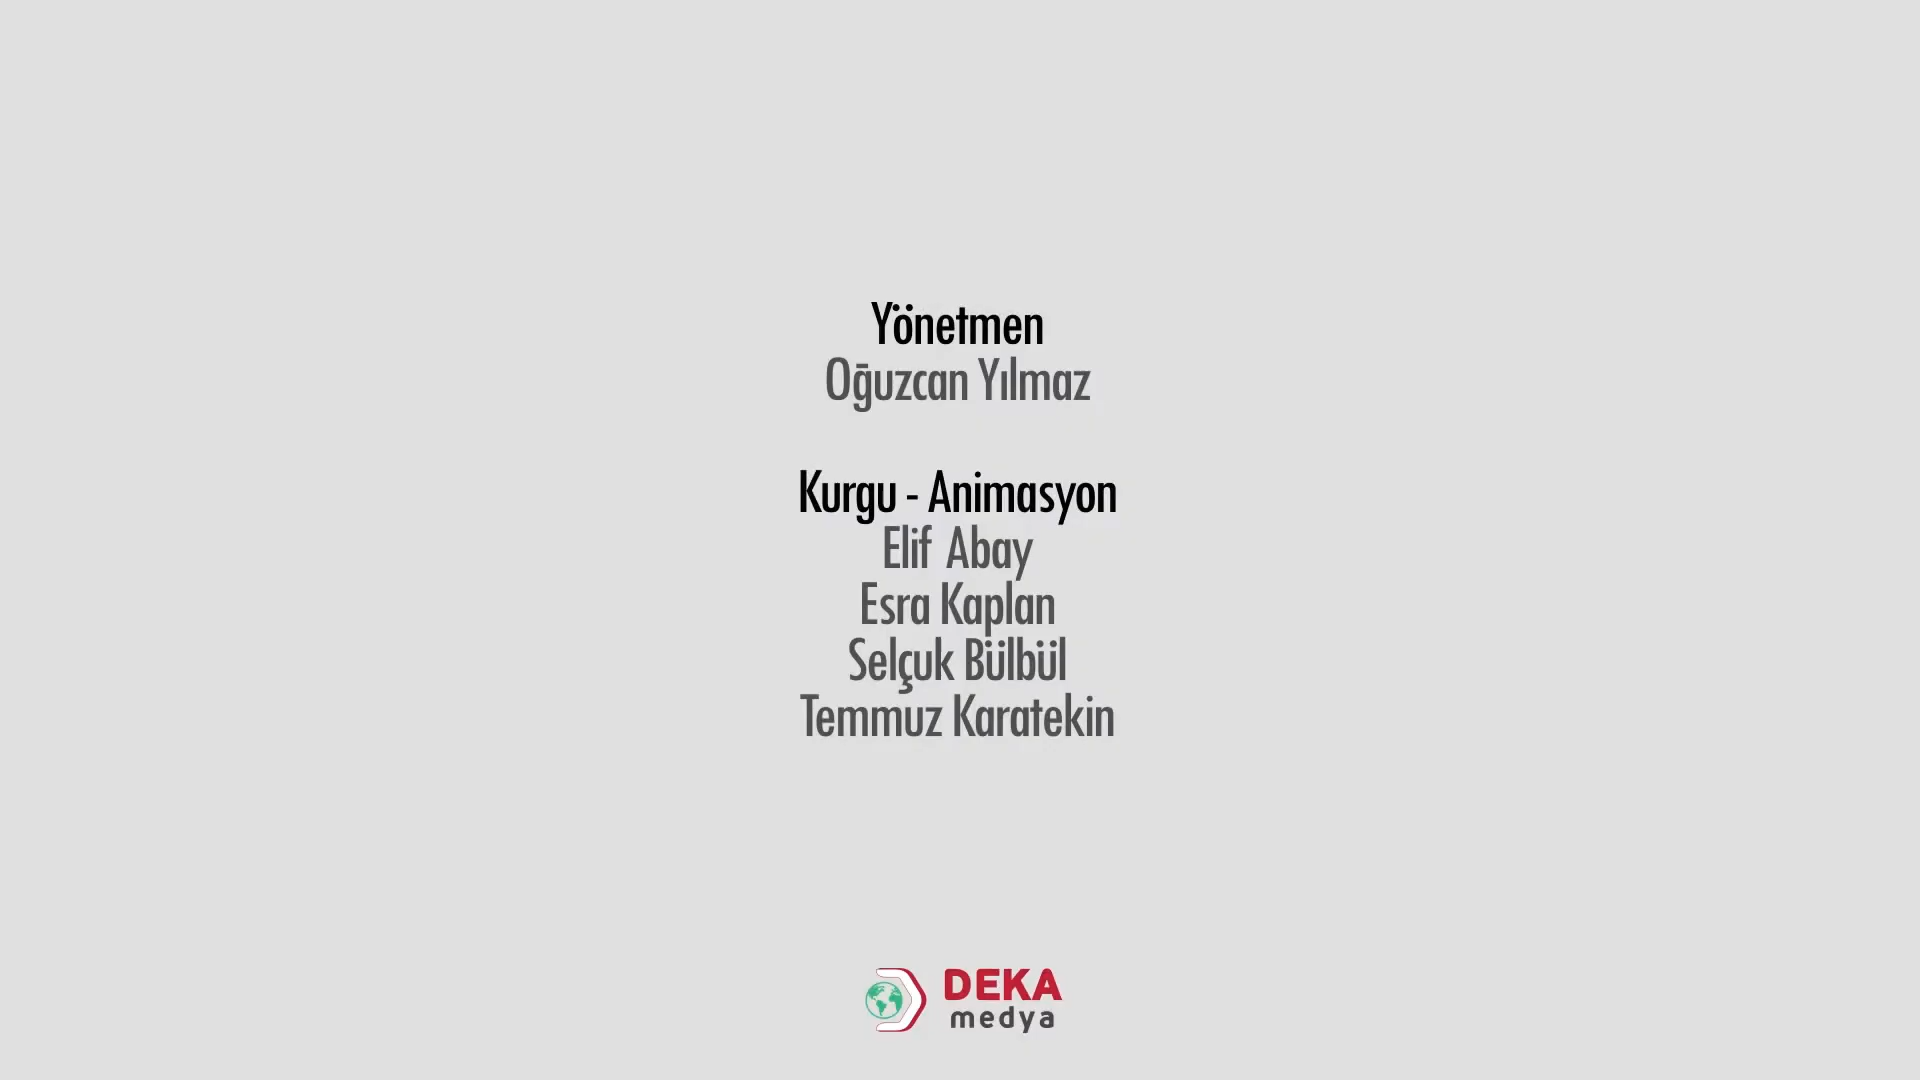 Yönetmen
Oğuzcan Yılmaz
Kurgu - Animasyon
Elif Abay
Esra Kaplan
Selçuk Bülbül
Temmuz Karatekin
DEKA
medya